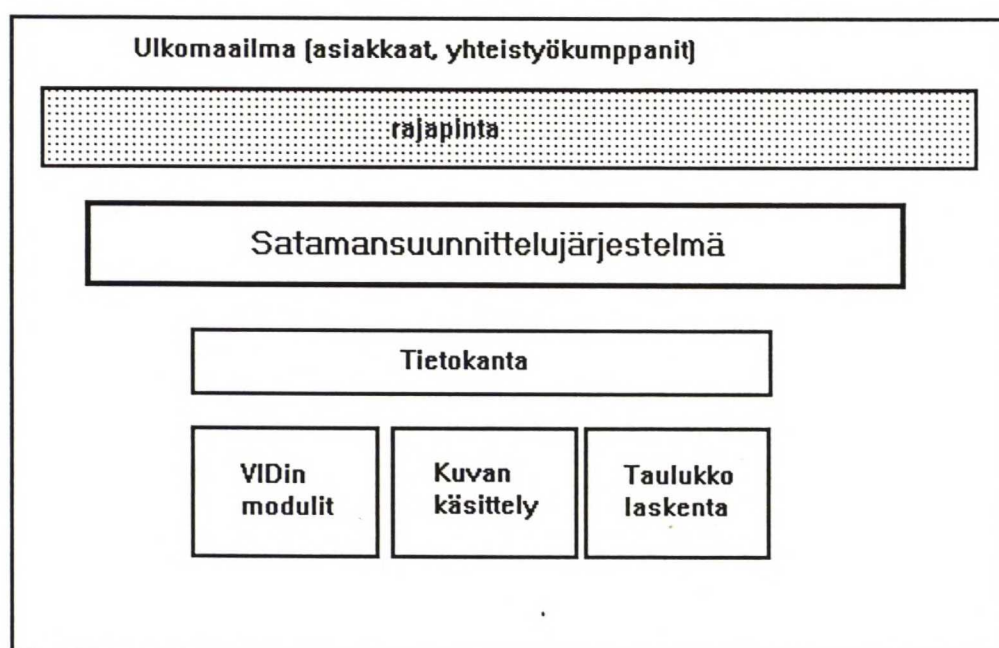 Ulkomaailma (asiakkaat, yhteistyökumppanit)
rajapinta
Satamansuunnittelujärjestelmä
Tietokanta
VIDin
modulit
Kuvan
käsittely
Taulukko
laskenta